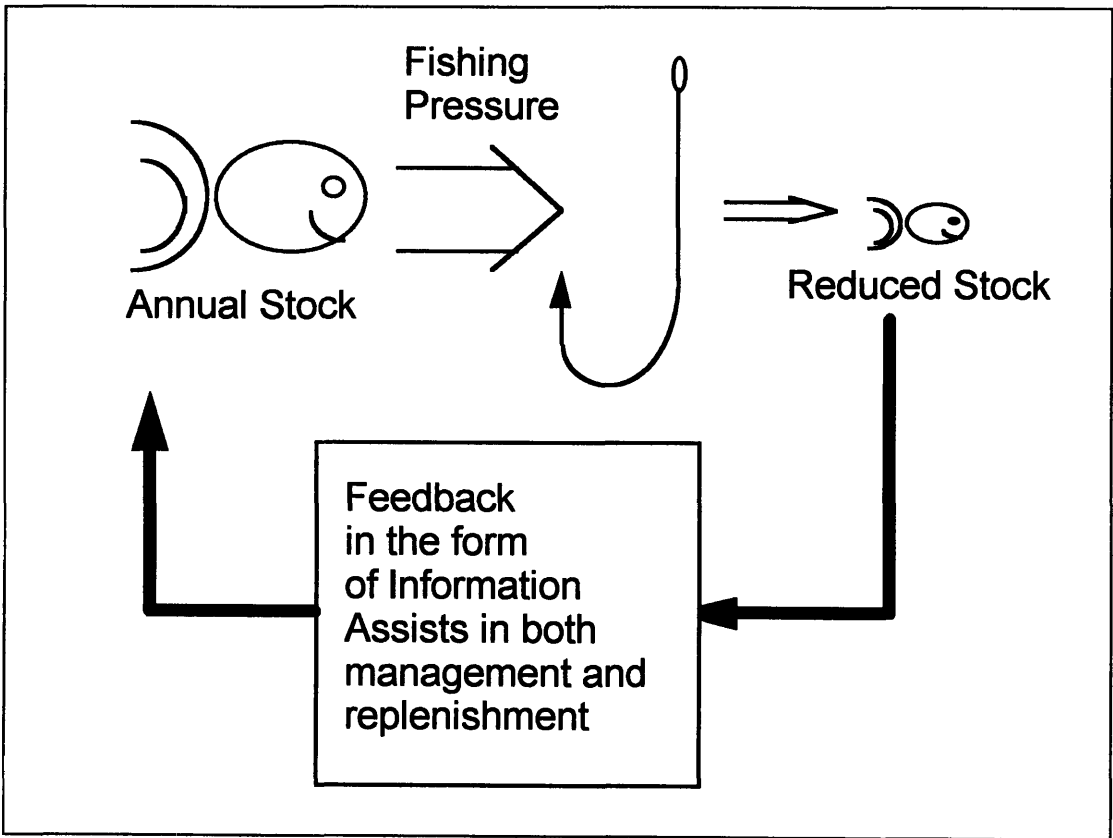 Fishing
Pressure
Annual Stock
Reduced Stock
Feedback
in the form
of Information
Assists in both
management and
replenishment